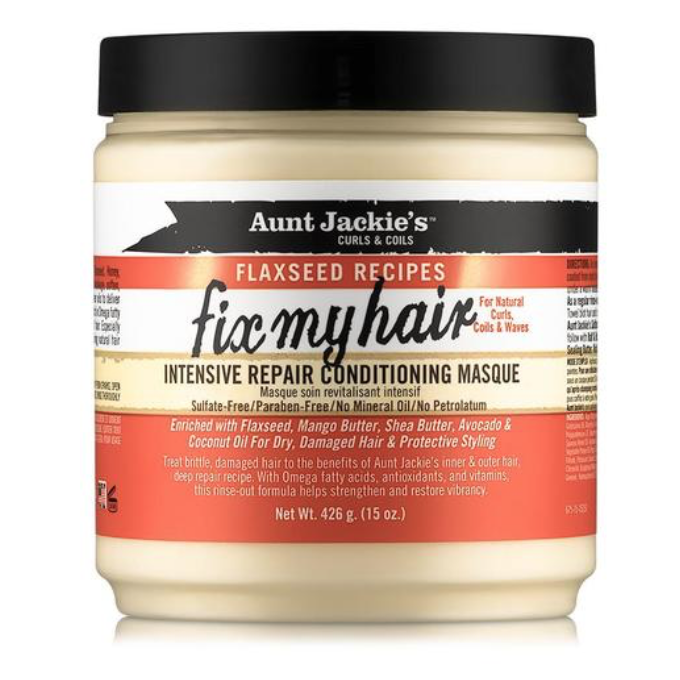 Aunt Jackie's™
CURLS & COILS
FLAXSEED RECIPES
fix my hair
For Natural
Curls,
Coils & Waves
INTENSIVE REPAIR CONDITIONING MASQUE
Masque soin revitalisant intensif
Sulfate-Free/Paraben-Free/No Mineral Oil/No Petrolatum
Enriched with Flaxseed, Mango Butter, Shea Butter, Avocado &
Coconut Oil For Dry, Damaged Hair & Protective Styling
Treat brittle, damaged hair to the benefits of Aunt Jackie's inner & outer hair,
deep repair recipe. With Omega fatty acids, antioxidants, and vitamins,
this rinse-out formula helps strengthen and restore vibrancy.
Net Wt. 426 g. (15 oz.)